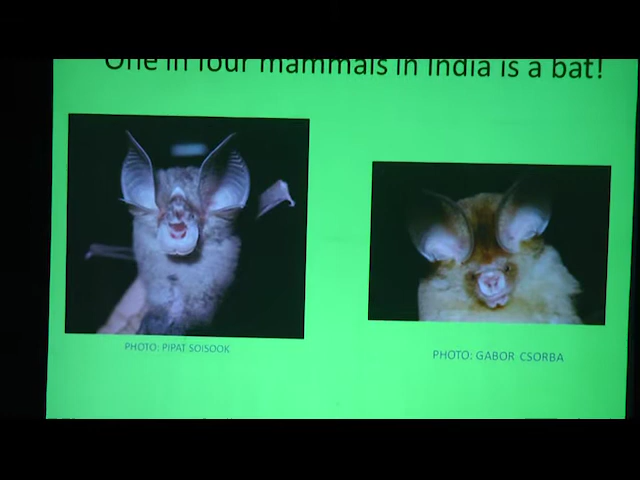 One in four mammals in India is a bat!
PHOTO: PIPAT SOISOOK
PHOTO: GABOR CSORBA